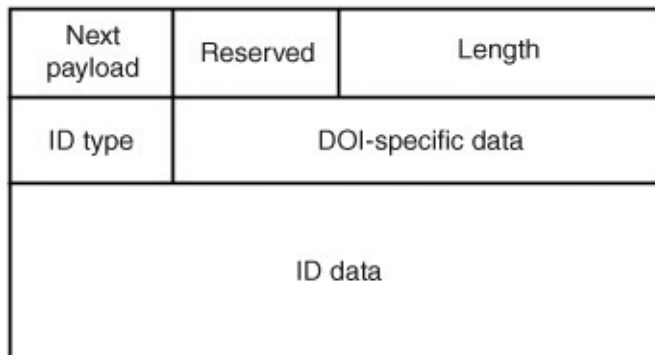 Next
payload
Reserved
Length
ID type
DOI-specific data
ID data